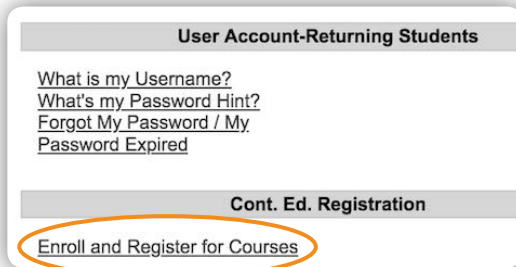 User Account-Returning Students
What is my Username?
What's my Password Hint?
Forgot My Password / My
Password Expired
Cont. Ed. Registration
Enroll and Register for Courses